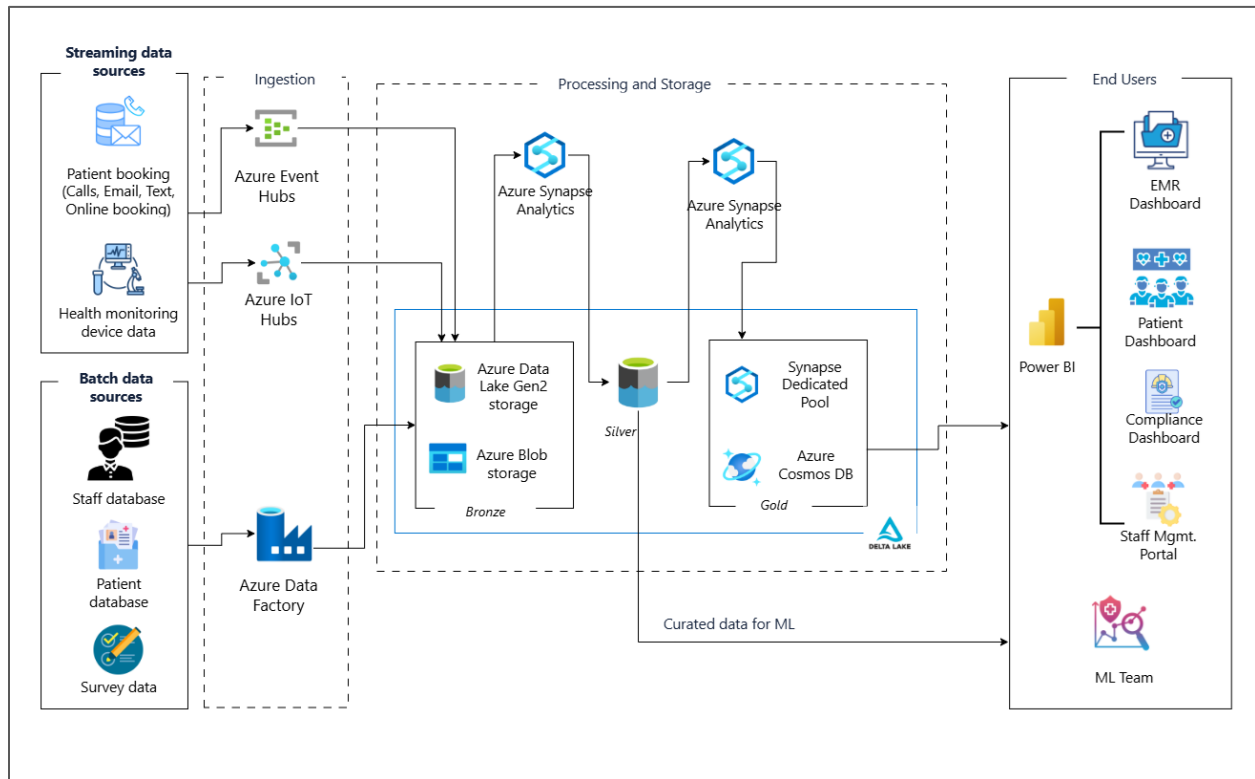 Streaming data
sources
Patient booking
(Calls, Email, Text,
Online booking)
Health monitoring
device data
Batch data
sources
Staff database
Patient
database
Survey data
Ingestion
Azure Event
Hubs
Azure IoT
Hubs
Azure Data
Factory
Processing and Storage
Azure Synapse
Analytics
Azure Synapse
Analytics
Azure Data
Lake Gen2
storage
Azure Blob
storage
Bronze
Silver
Synapse
Dedicated
Pool
Azure
Cosmos DB
Gold
DELTA LAKE
Curated data for ML
End Users
Power BI
EMR
Dashboard
Patient
Dashboard
Compliance
Dashboard
Staff Mgmt.
Portal
ML Team